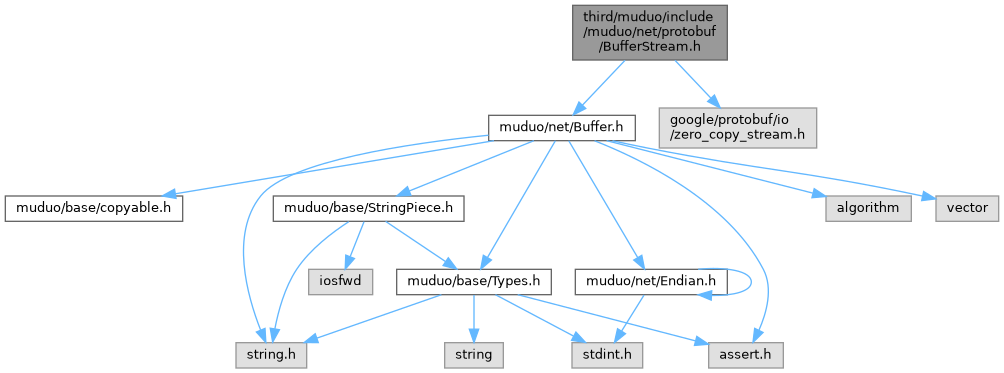 third/muduo/include
/muduo/net/protobuf
/BufferStream.h
muduo/net/Buffer.h
google/protobuf/io
/zero_copy_stream.h
muduo/base/copyable.h
muduo/base/StringPiece.h
algorithm
vector
iosfwd
muduo/base/Types.h
muduo/net/Endian.h
string.h
string
stdint.h
assert.h